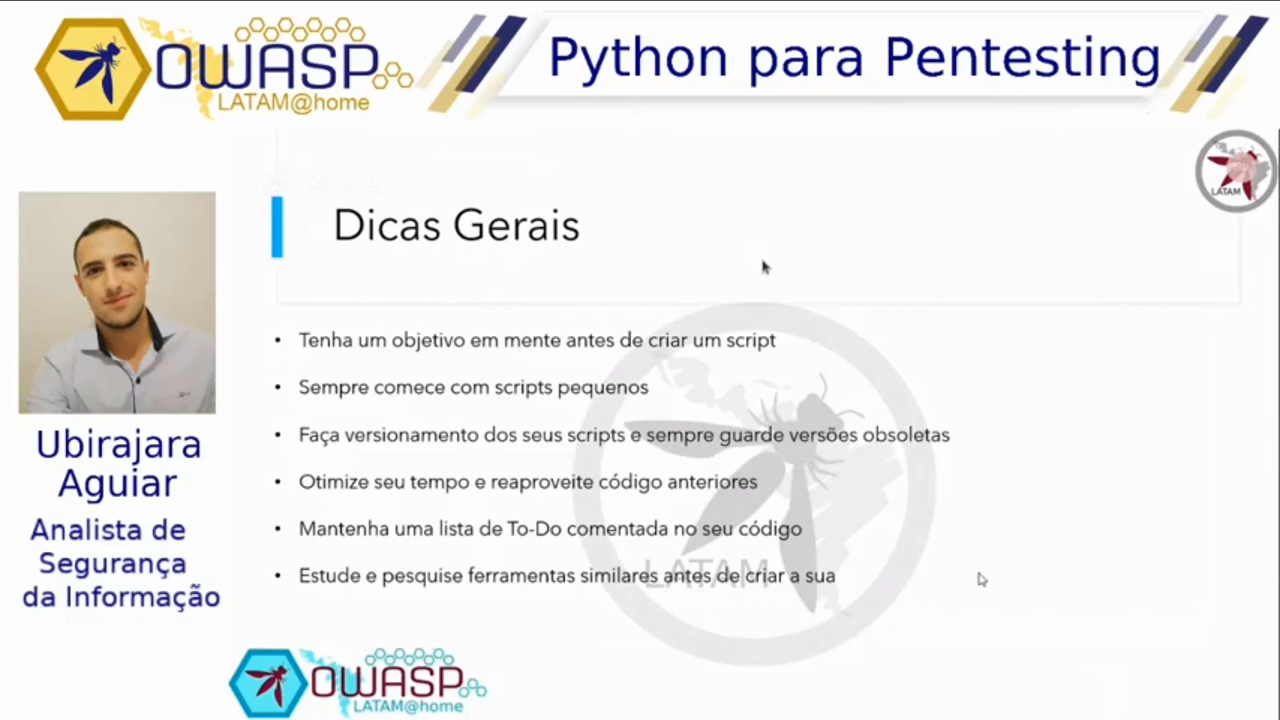 OWASP
LATAM@home
Python para Pentesting
LATAM
Dicas Gerais
• Tenha um objetivo em mente antes de criar um script
• Sempre comece com scripts pequenos
• Faça versionamento dos seus scripts e sempre guarde versões obsoletas
• Otimize seu tempo e reaproveite código anteriores
• Mantenha uma lista de To-Do comentada no seu código
• Estude e pesquise ferramentas similares antes de criar a sua
LATAM
Ubirajara
Aguiar
Analista de
Segurança
da Informação
OWASP
LATAM@home